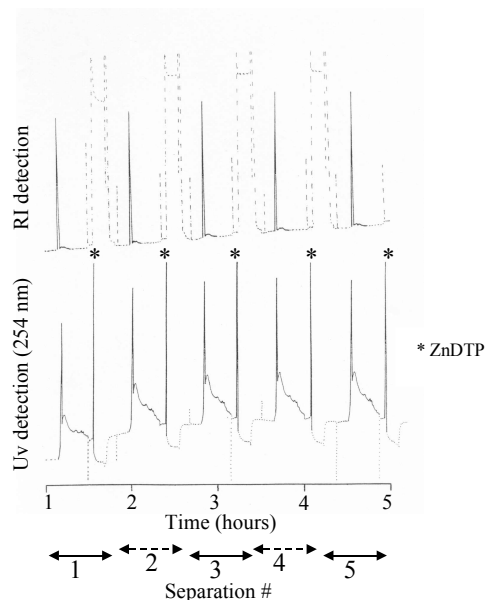 RI detection
* * * * *
Uv detection (254 nm)
* ZnDTP
1 2 3 4 5
Time (hours)
1 2 3 4 5
Separation #